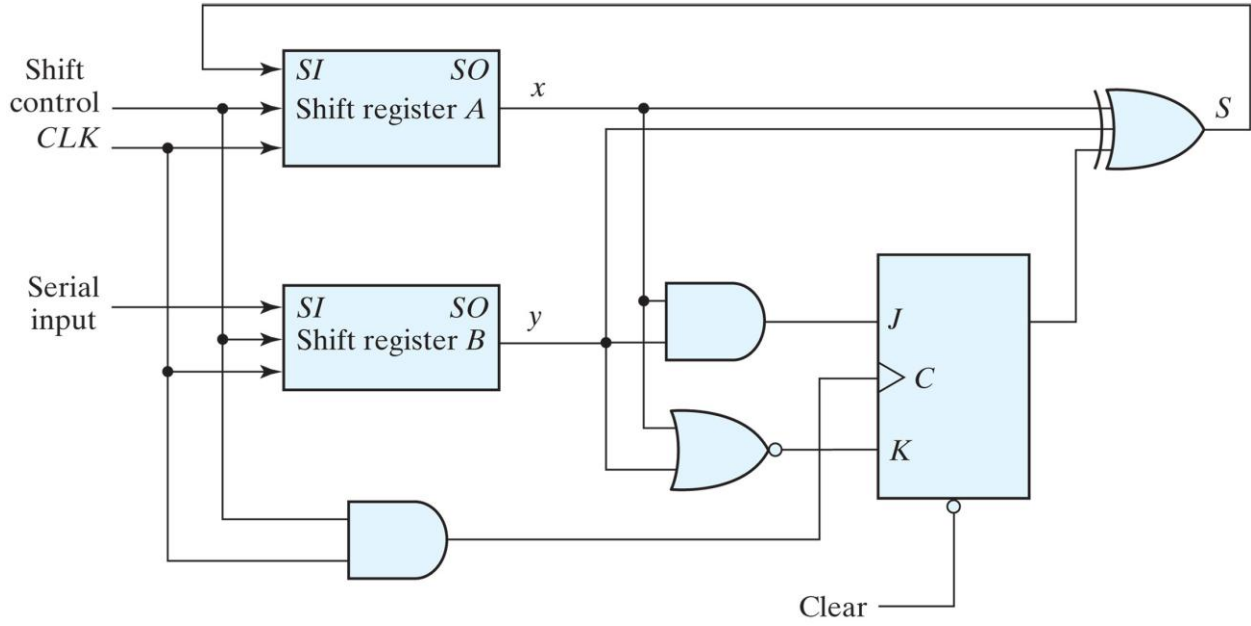 Shift
control
CLK
SI SO
Shift register A
x
S
Serial
input
SI SO
Shift register B
y
J
C
K
Clear